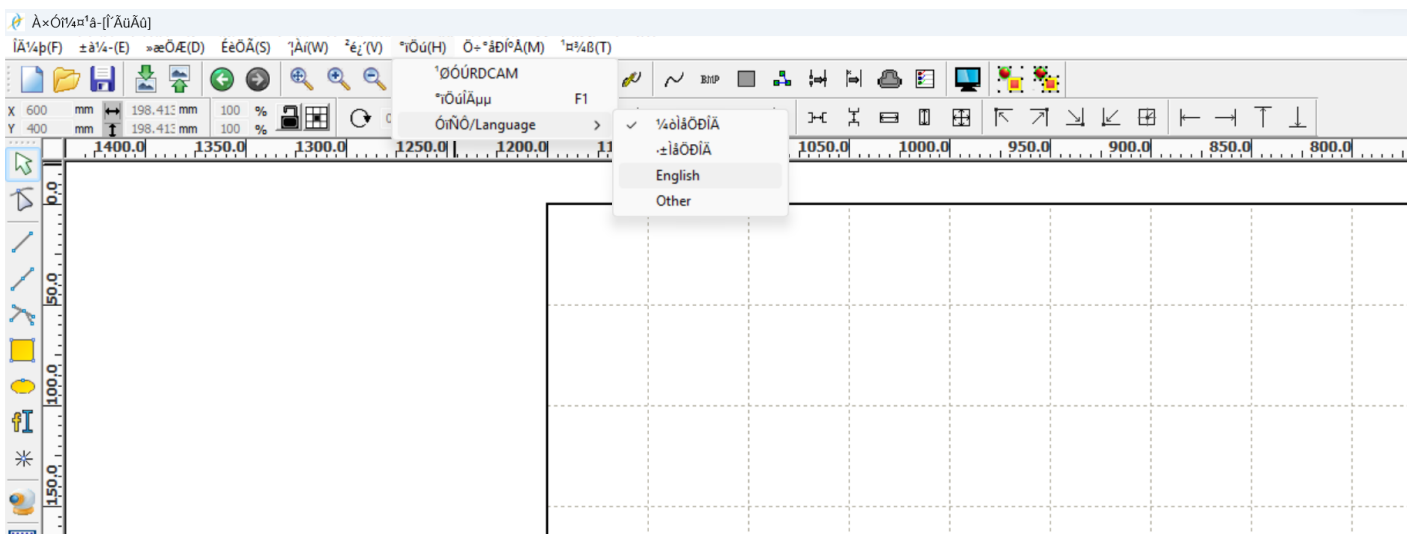 À×Óî¼¤¹â-[Î´ÃüÃû]
ÎÄ¼þ(F) ±à¼­-(E) »æÖÆ(D) ÉèÖÃ(S) ´¦Àí(W) ²é¿´(V) °ïÖú(H) Ö÷°åÐÍºÅ(M) ¹¤¾ß(T)
¹ØÓÚRDCAM
BMP
°ïÖúÎÄµµ F1
X 600 mm 198.413 mm 100 %
ÓïÑÔ/Language > ✓ ¼òÌåÖÐÎÄ
Y 400 mm 198.413 mm 100 %
1400.0 1350.0 1300.0 1250.0 1200.0 1050.0 1000.0 950.0 900.0 850.0 800.0
·±ÌåÖÐÎÄ
English
Other
0.0
50.0
100.0
150.0